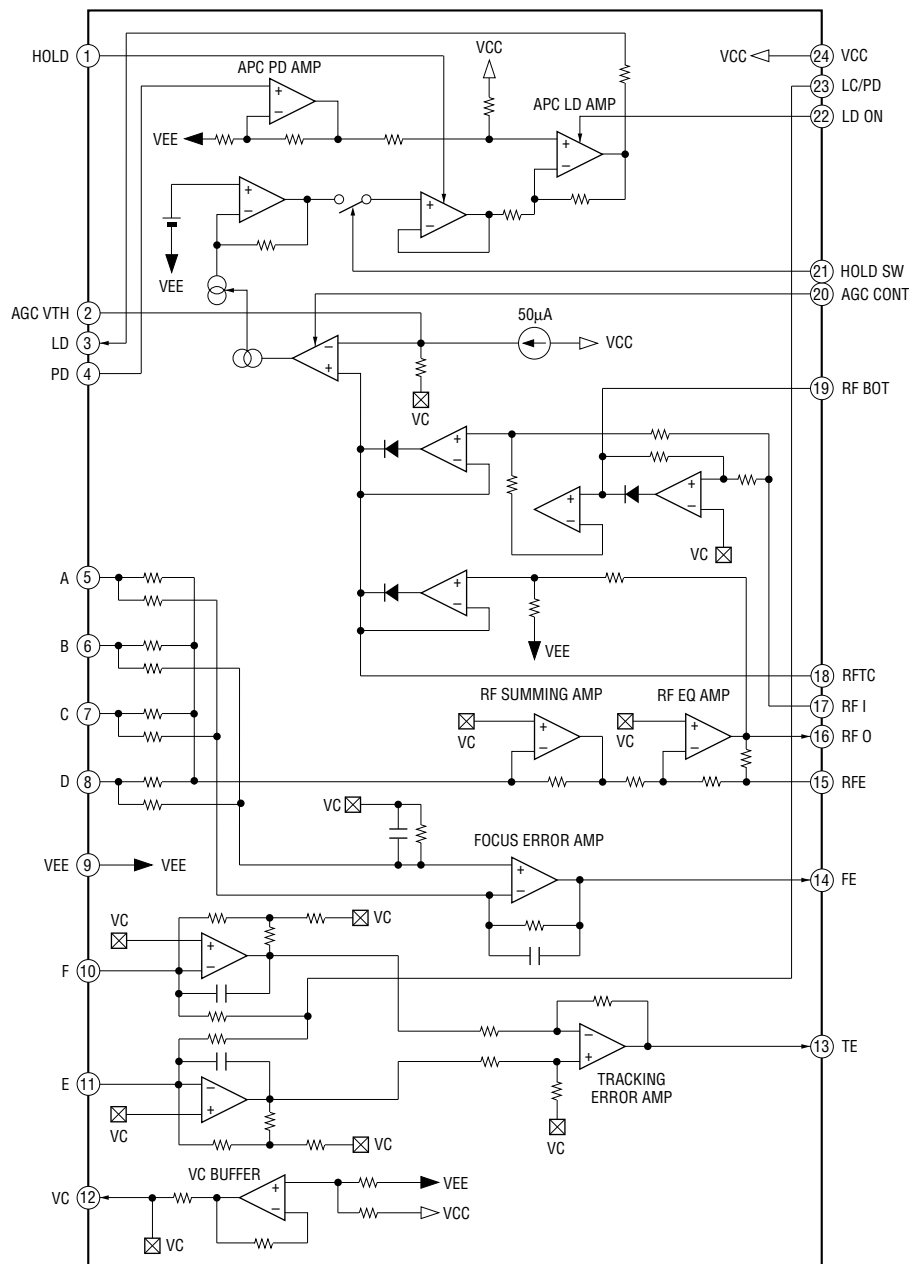 HOLD 1
VCC
VCC 24 VCC
23 LC/PD
APC PD AMP
APC LD AMP
22 LD ON
VEE
VEE
21 HOLD SW
20 AGC CONT
AGC VTH 2
50μA
LD 3
VCC
PD 4
VC
19 RF BOT
VC
A 5
B 6
VEE
18 RFTC
C 7
RF SUMMING AMP
RF EQ AMP
17 RF I
VC
VC
16 RF O
D 8
15 RFE
VC
FOCUS ERROR AMP
VEE 9 VEE
14 FE
VC
VC
F 10
13 TE
E 11
TRACKING
ERROR AMP
VC
VC
VC
VC BUFFER
VEE
VC 12
VCC
VC